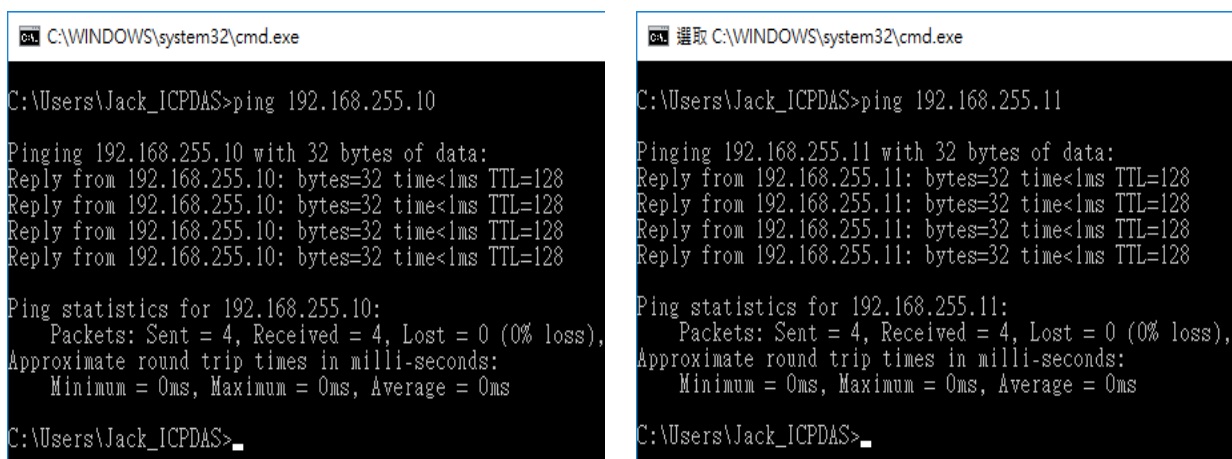 C:\WINDOWS\system32\cmd.exe
C:\Users\Jack_ICPDAS>ping 192.168.255.10
Pinging 192.168.255.10 with 32 bytes of data:
Reply from 192.168.255.10: bytes=32 time<1ms TTL=128
Reply from 192.168.255.10: bytes=32 time<1ms TTL=128
Reply from 192.168.255.10: bytes=32 time<1ms TTL=128
Reply from 192.168.255.10: bytes=32 time<1ms TTL=128
Ping statistics for 192.168.255.10:
    Packets: Sent = 4, Received = 4, Lost = 0 (0% loss),
Approximate round trip times in milli-seconds:
    Minimum = 0ms, Maximum = 0ms, Average = 0ms
C:\Users\Jack_ICPDAS>
選取 C:\WINDOWS\system32\cmd.exe
C:\Users\Jack_ICPDAS>ping 192.168.255.11
Pinging 192.168.255.11 with 32 bytes of data:
Reply from 192.168.255.11: bytes=32 time<1ms TTL=128
Reply from 192.168.255.11: bytes=32 time<1ms TTL=128
Reply from 192.168.255.11: bytes=32 time<1ms TTL=128
Reply from 192.168.255.11: bytes=32 time<1ms TTL=128
Ping statistics for 192.168.255.11:
    Packets: Sent = 4, Received = 4, Lost = 0 (0% loss),
Approximate round trip times in milli-seconds:
    Minimum = 0ms, Maximum = 0ms, Average = 0ms
C:\Users\Jack_ICPDAS>